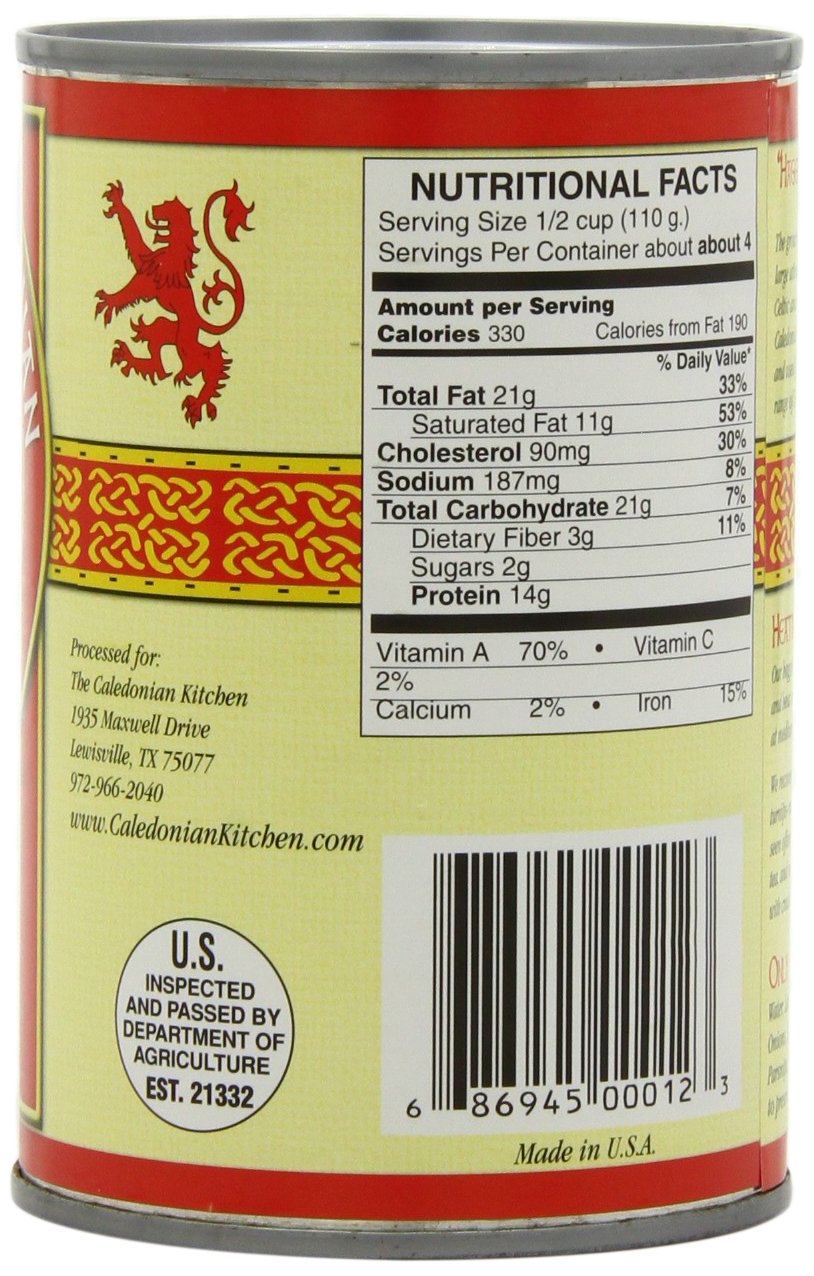 NUTRITIONAL FACTS
Serving Size 1/2 cup (110 g.)
Servings Per Container about about 4
Amount per Serving
Calories 330 Calories from Fat 190
% Daily Value*
Total Fat 21g 33%
Saturated Fat 11g 53%
Cholesterol 90mg 30%
Sodium 187mg 8%
Total Carbohydrate 21g 7%
Dietary Fiber 3g 11%
Sugars 2g
Protein 14g
Vitamin A 70% • Vitamin C
2%
Calcium 2% • Iron 15%
Processed for:
The Caledonian Kitchen
1935 Maxwell Drive
Lewisville, TX 75077
972-966-2040
www.CaledonianKitchen.com
U.S.
INSPECTED
AND PASSED BY
DEPARTMENT OF
AGRICULTURE
EST. 21332
6 86945 00012 3
Made in U.S.A.